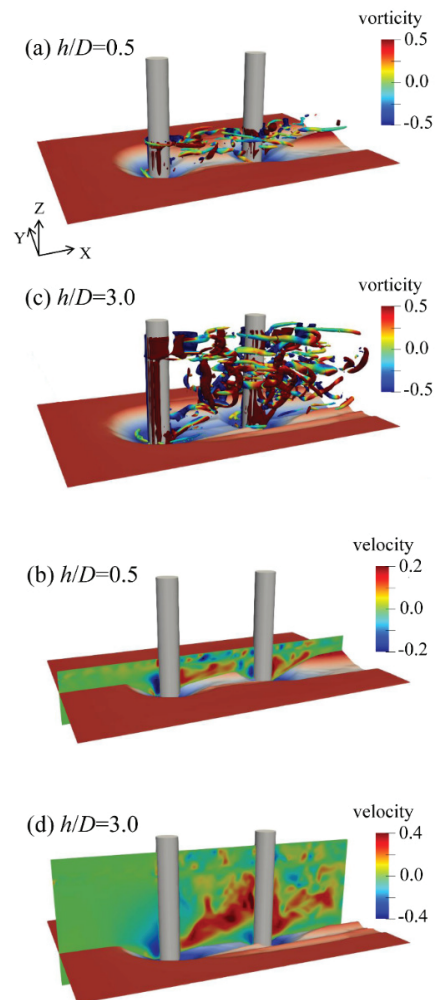 (a) h/D=0.5
vorticity
0.5
0.0
-0.5
Z
Y
X
(c) h/D=3.0
vorticity
0.5
0.0
-0.5
(b) h/D=0.5
velocity
0.2
0.0
-0.2
(d) h/D=3.0
velocity
0.4
0.0
-0.4